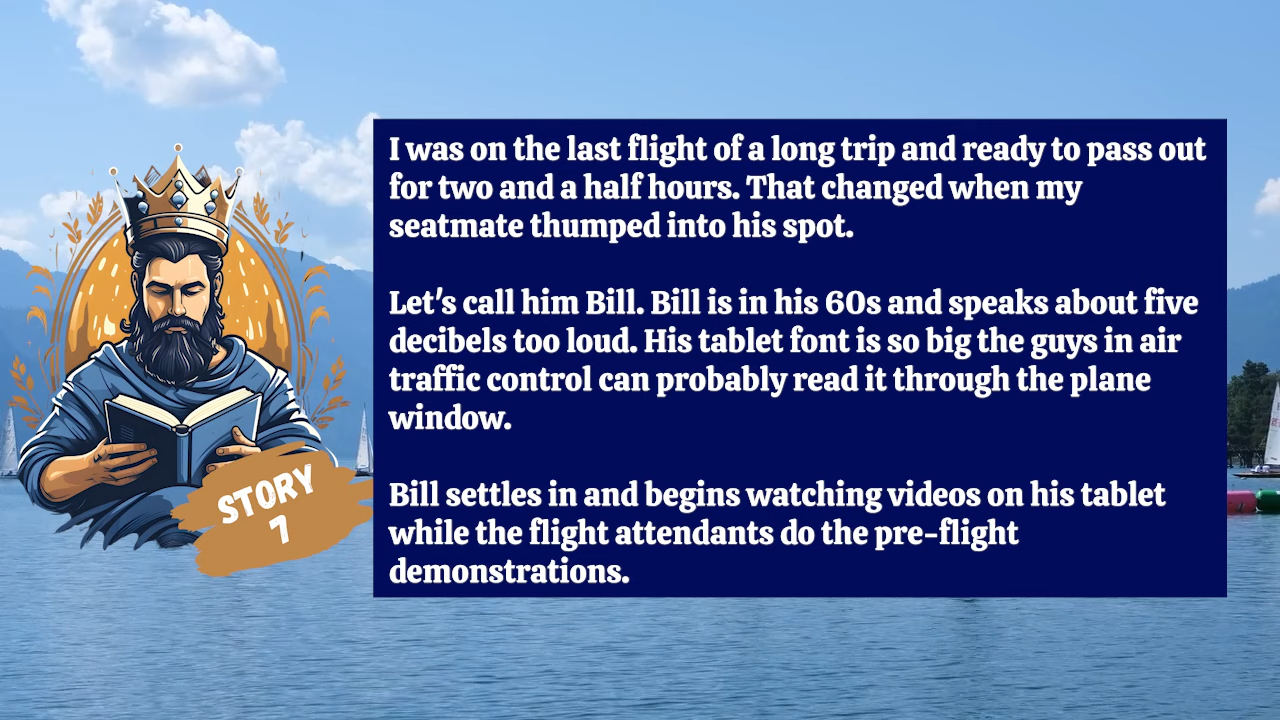 I was on the last flight of a long trip and ready to pass out
for two and a half hours. That changed when my
seatmate thumped into his spot.
Let's call him Bill. Bill is in his 60s and speaks about five
decibels too loud. His tablet font is so big the guys in air
traffic control can probably read it through the plane
window.
Bill settles in and begins watching videos on his tablet
while the flight attendants do the pre-flight
demonstrations.
STORY
7